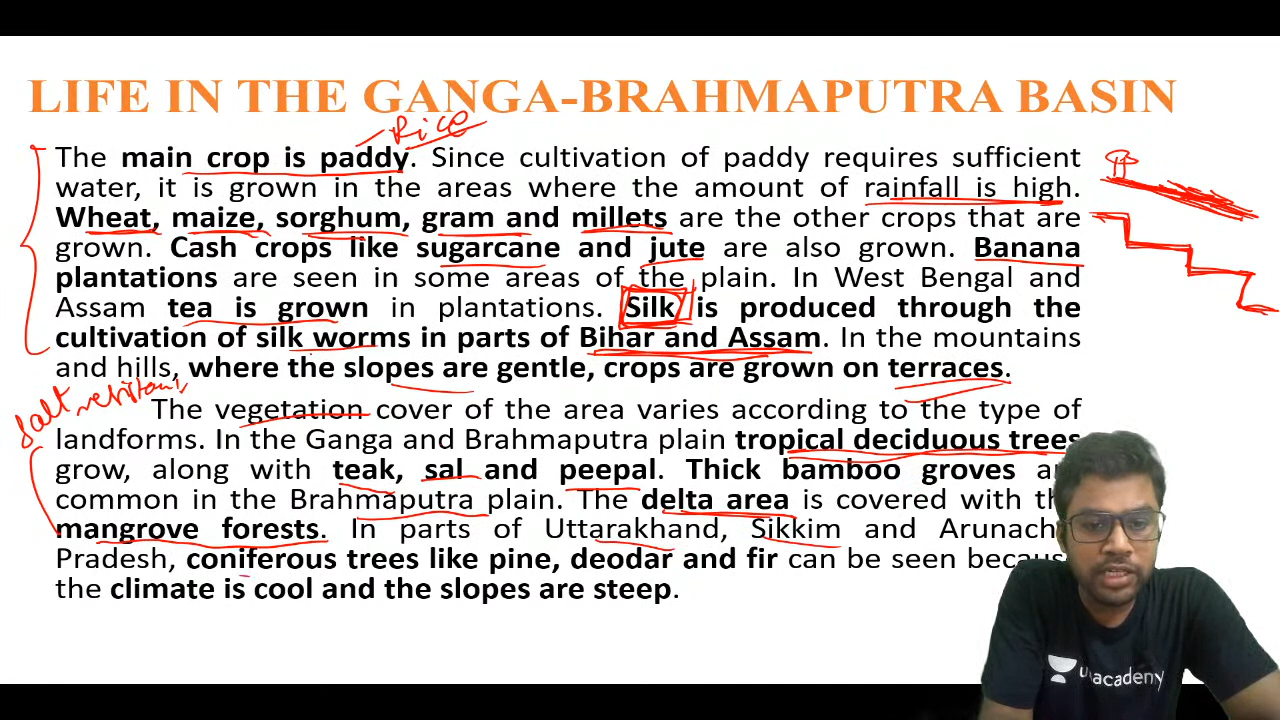 LIFE IN THE GANGA-BRAHMAPUTRA BASIN
Rice
The main crop is paddy. Since cultivation of paddy requires sufficient
water, it is grown in the areas where the amount of rainfall is high.
Wheat, maize, sorghum, gram and millets are the other crops that are
grown. Cash crops like sugarcane and jute are also grown. Banana
plantations are seen in some areas of the plain. In West Bengal and
Assam tea is grown in plantations. Silk is produced through the
cultivation of silk worms in parts of Bihar and Assam. In the mountains
and hills, where the slopes are gentle, crops are grown on terraces.
Salt resistant
The vegetation cover of the area varies according to the type of
landforms. In the Ganga and Brahmaputra plain tropical deciduous trees
grow, along with teak, sal and peepal. Thick bamboo groves
common in the Brahmaputra plain. The delta area is covered with
mangrove forests. In parts of Uttarakhand, Sikkim and
Pradesh, coniferous trees like pine, deodar and fir can be seen
the climate is cool and the slopes are steep.
unacademy